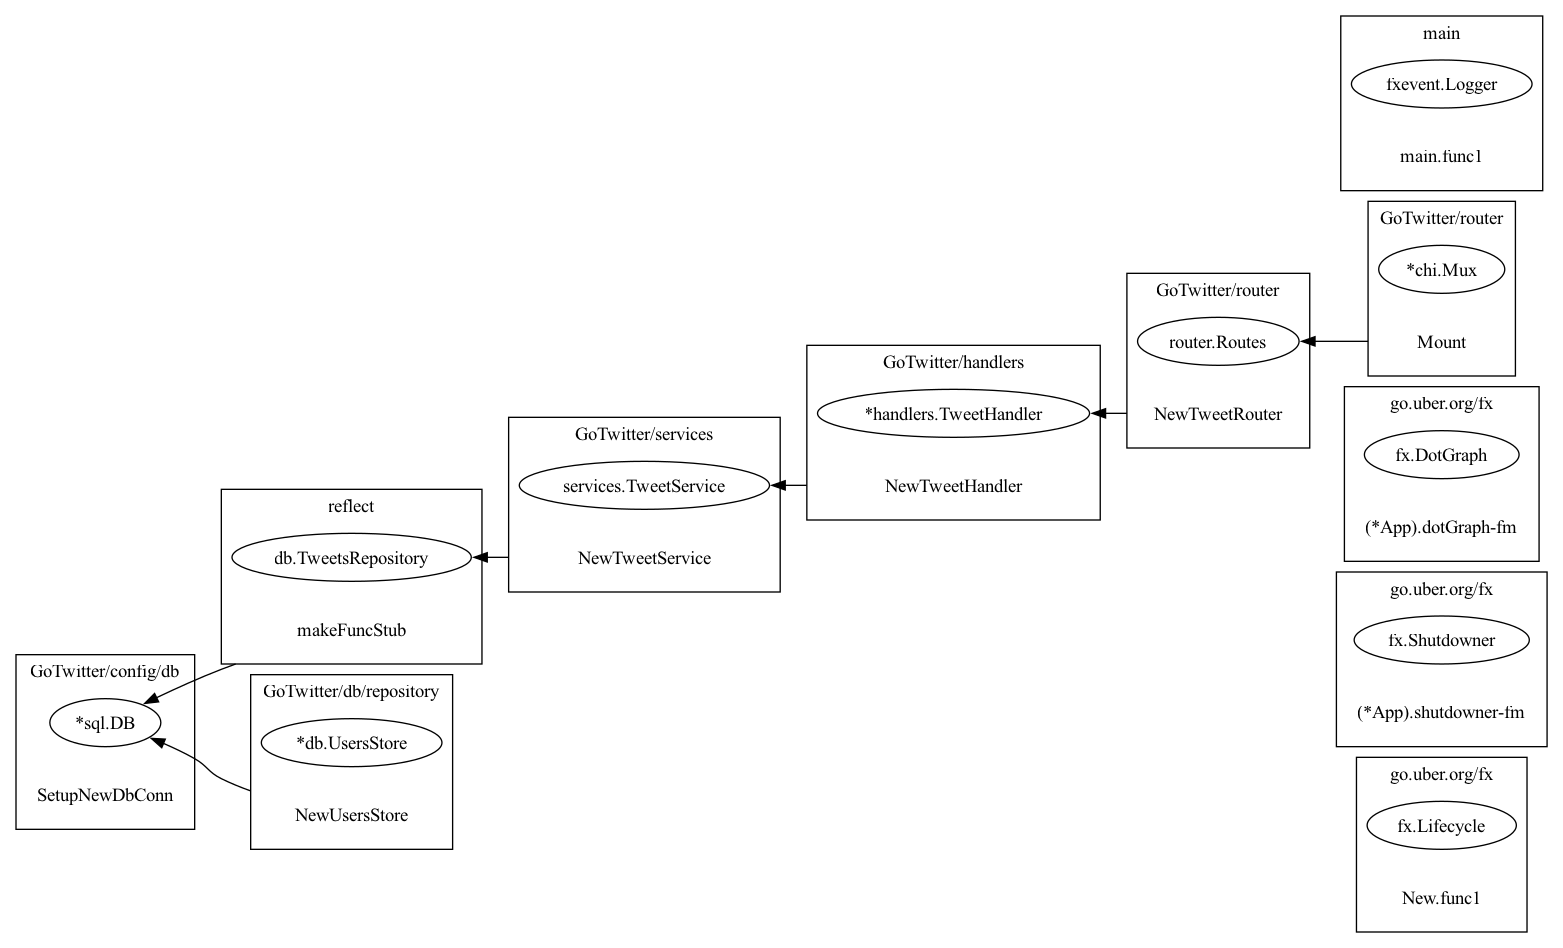 main
fxevent.Logger
main.func1
GoTwitter/router
*chi.Mux
Mount
GoTwitter/router
router.Routes
NewTweetRouter
GoTwitter/handlers
*handlers.TweetHandler
NewTweetHandler
go.uber.org/fx
fx.DotGraph
(*App).dotGraph-fm
GoTwitter/services
services.TweetService
NewTweetService
reflect
db.TweetsRepository
makeFuncStub
go.uber.org/fx
fx.Shutdowner
(*App).shutdowner-fm
GoTwitter/config/db
*sql.DB
SetupNewDbConn
GoTwitter/db/repository
*db.UsersStore
NewUsersStore
go.uber.org/fx
fx.Lifecycle
New.func1